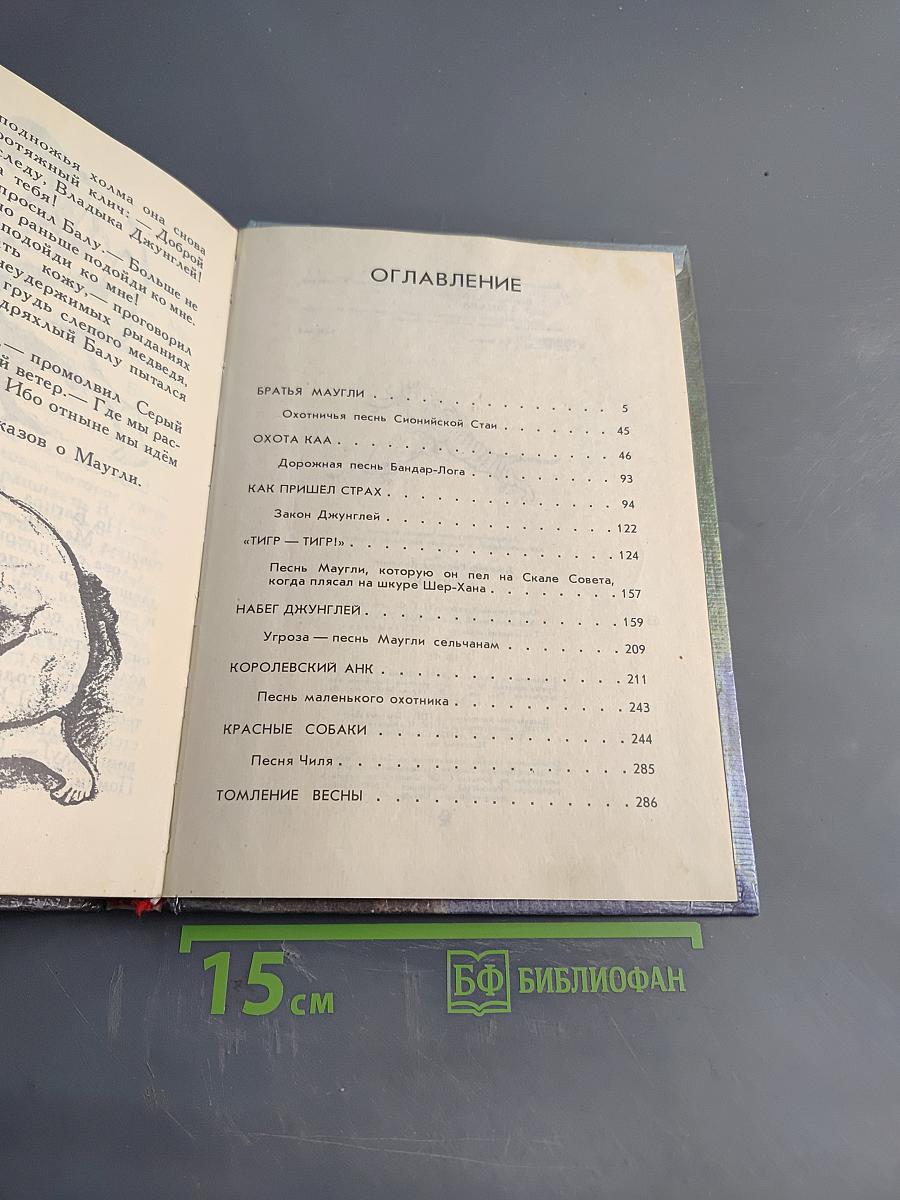 подножья холма она снова
ротяжный клич: — Доброй
следу, Владыка Джунглей!
а тебя!
просил Балу.— Больше не
о раньше подойди ко мне.
подойди ко мне!
ть кожу,— проговорил
неудержимых рыданиях
грудь слепого медведя,
дряхлый Балу пытался
— промолвил Серый
й ветер.— Где мы рас-
Ибо отныне мы идём
казов о Маугли.
ОГЛАВЛЕНИЕ
БРАТЬЯ МАУГЛИ . . . . . . . . . . . . . . 5
Охотничья песнь Сионийской Стаи . . . . . . . 45
ОХОТА КАА . . . . . . . . . . . . . . . . 46
Дорожная песнь Бандар-Лога . . . . . . . . 93
КАК ПРИШЕЛ СТРАХ . . . . . . . . . . . . . 94
Закон Джунглей . . . . . . . . . . . . . 122
«ТИГР — ТИГР!» . . . . . . . . . . . . . . 124
Песнь Маугли, которую он пел на Скале Совета,
когда плясал на шкуре Шер-Хана . . . . . . . 157
НАБЕГ ДЖУНГЛЕЙ . . . . . . . . . . . . . . 159
Угроза — песнь Маугли сельчанам . . . . . . . 209
КОРОЛЕВСКИЙ АНК . . . . . . . . . . . . . 211
Песнь маленького охотника . . . . . . . . . 243
КРАСНЫЕ СОБАКИ . . . . . . . . . . . . . 244
Песня Чиля . . . . . . . . . . . . . . . 285
ТОМЛЕНИЕ ВЕСНЫ . . . . . . . . . . . . . 286
15 см
БФ БИБЛИОФАН